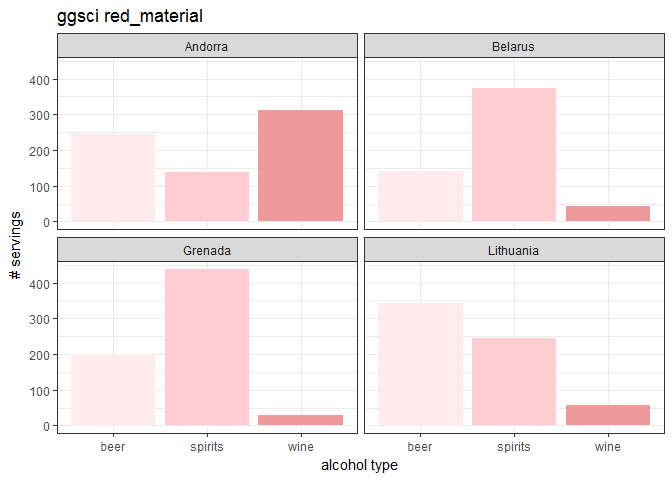 ggsci red_material
Andorra
Belarus
400
300
200
100
0
Grenada
Lithuania
400
300
200
100
0
beer spirits wine
beer spirits wine
# servings
alcohol type